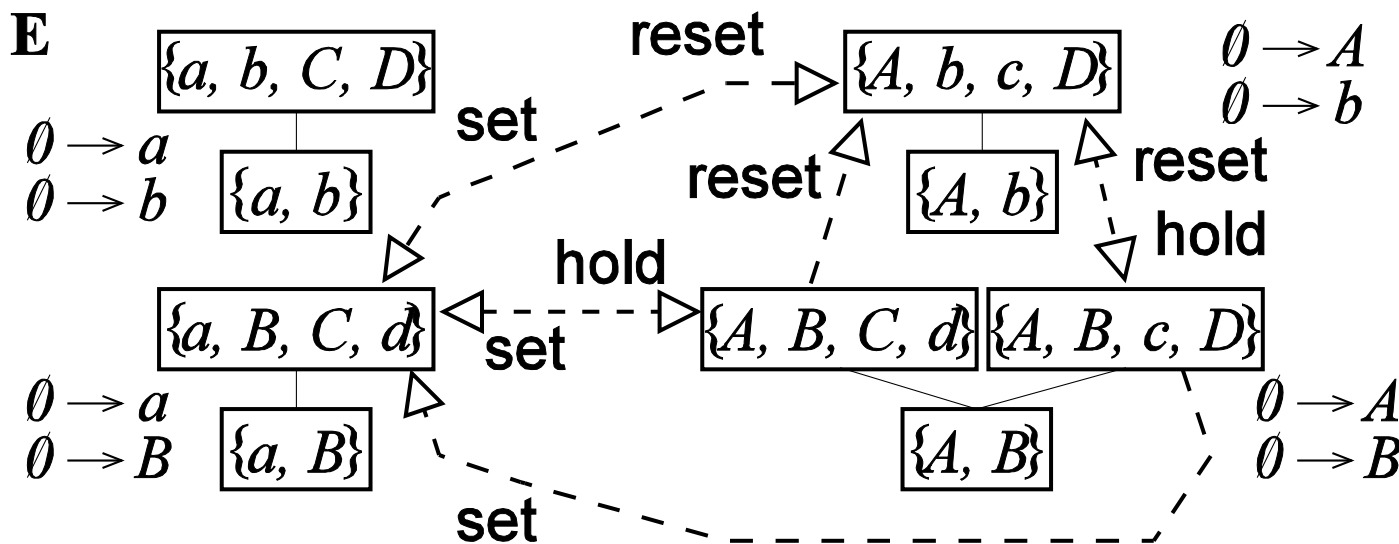 E
{a, b, C, D}
reset
{A, b, c, D}
∅ → A
∅ → b
set
∅ → a
∅ → b
{a, b}
reset
{A, b}
reset
hold
hold
{a, B, C, d}
set
{A, B, C, d}
{A, B, c, D}
∅ → a
∅ → B
{a, B}
{A, B}
∅ → A
∅ → B
set